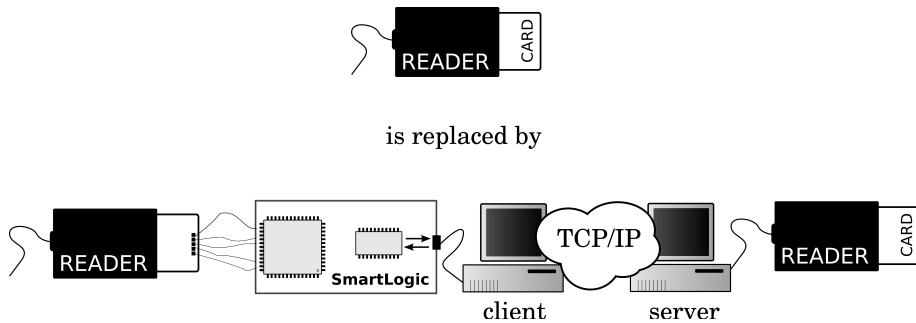 READER
CARD
is replaced by
READER
SmartLogic
TCP/IP
client
server
READER
CARD